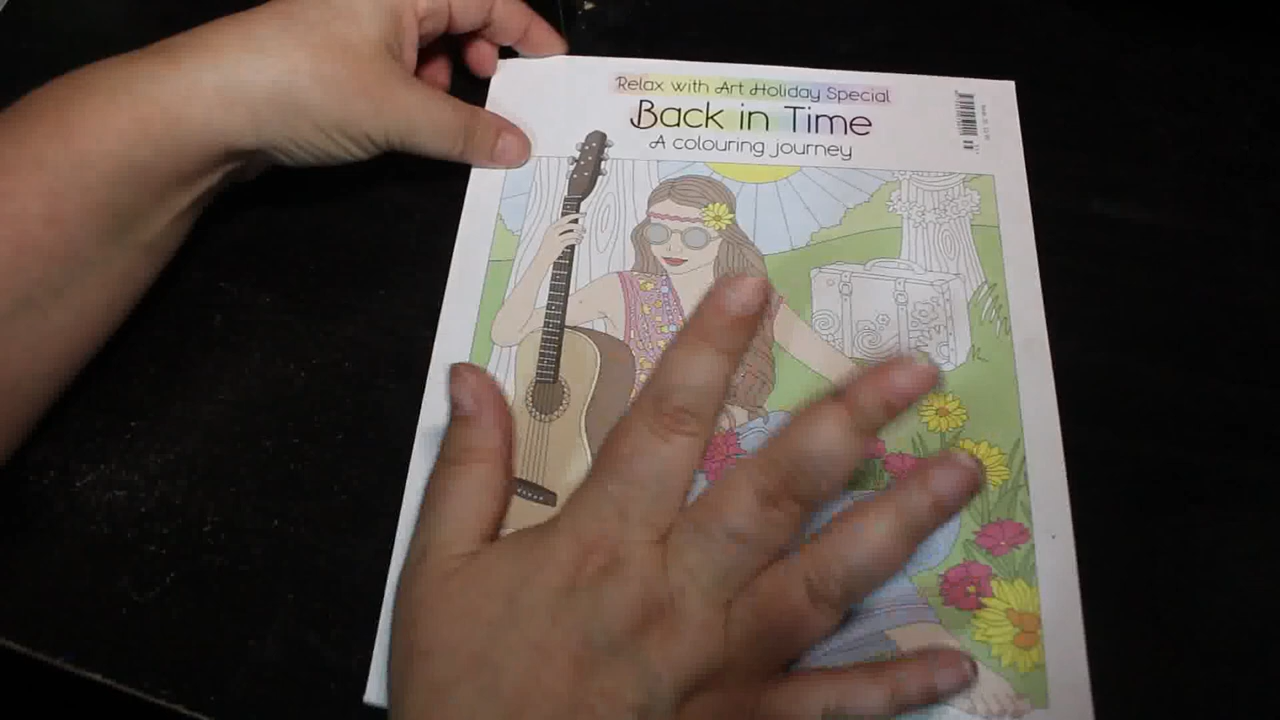 Relax with Art Holiday Special
Back in Time
A colouring journey